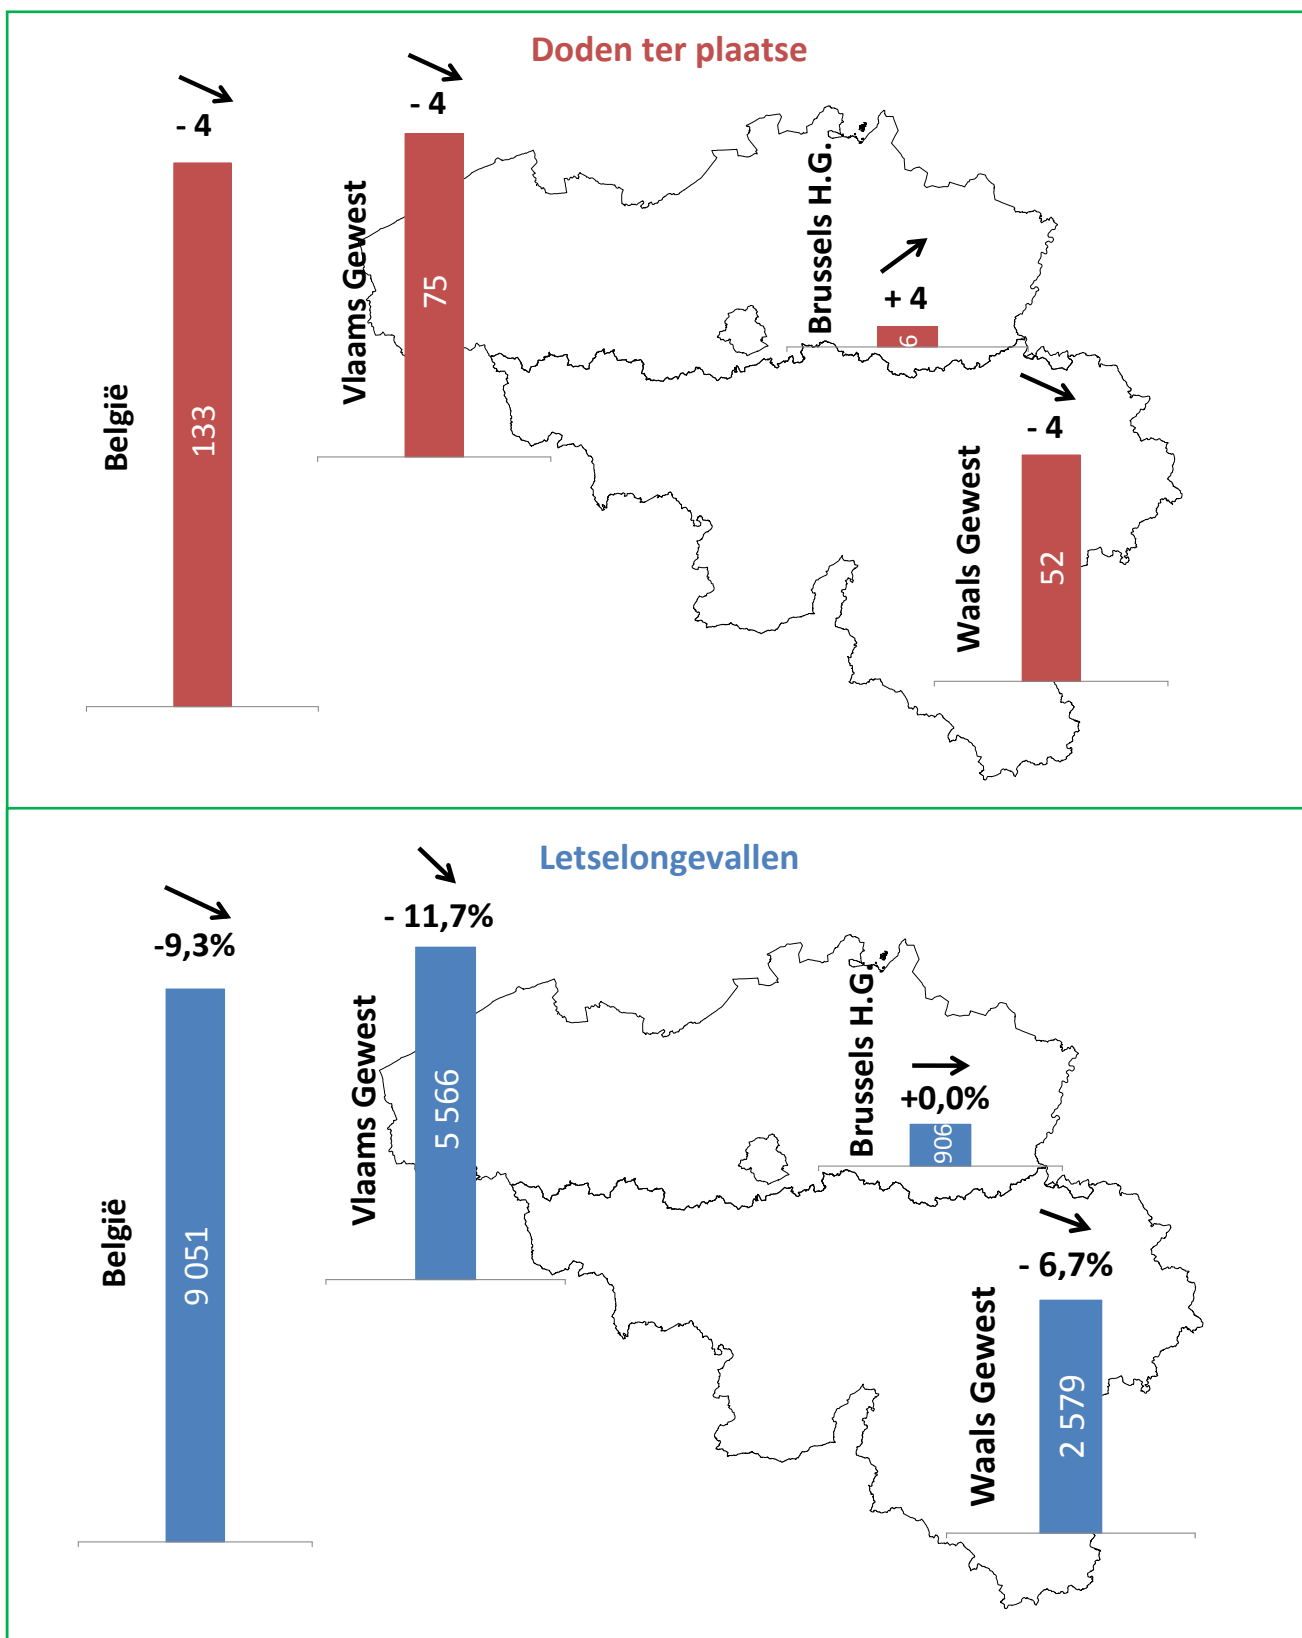 Doden ter plaatse
- 4
België
133
- 4
Vlaams Gewest
75
Brussels H.G.
+ 4
6
- 4
Waals Gewest
52
Letselongevallen
-9,3%
België
9 051
- 11,7%
Vlaams Gewest
5 566
Brussels H.G.
+0,0%
906
- 6,7%
Waals Gewest
2 579